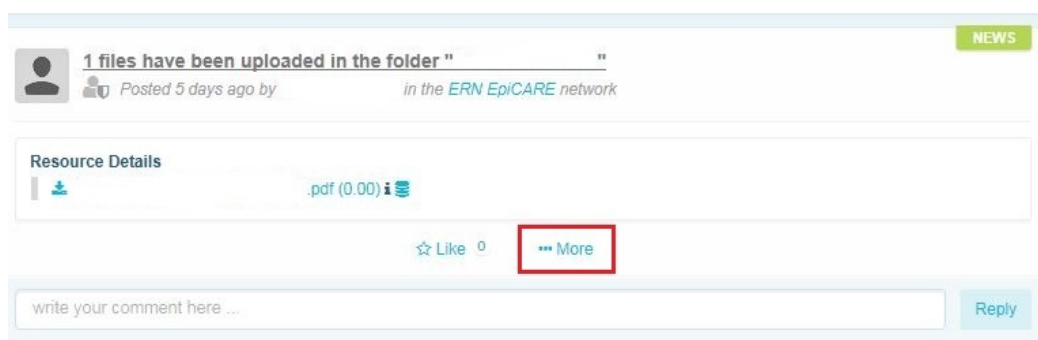 NEWS
1 files have been uploaded in the folder " "
Posted 5 days ago by in the ERN EpiCARE network
Resource Details
.pdf (0.00)
Like 0
More
write your comment here ...
Reply